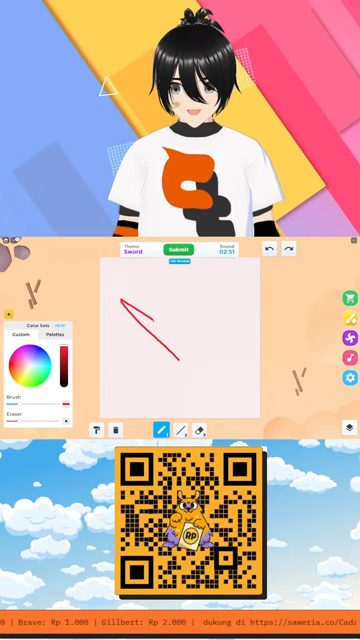 Theme:
Sword
Submit
Round
02:51
Color Sets - NEW
Custom
Palettes
Brush
Eraser
RP
0 | Brave: Rp 1.000 | Gillbert: Rp 2.000 | dukung di https://saweria.co/Cad